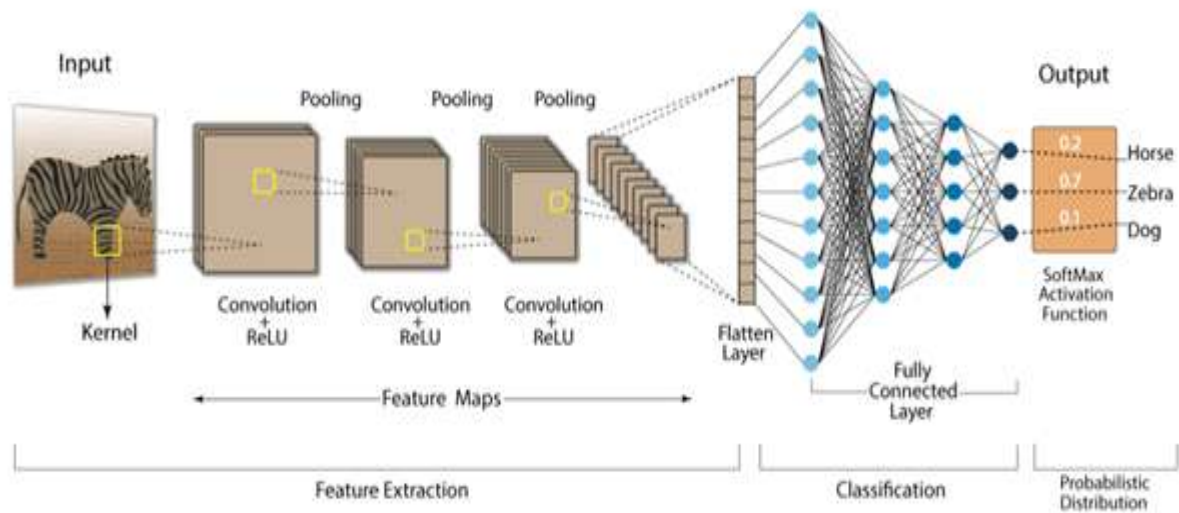 Input
Kernel
Pooling
Pooling
Pooling
Convolution
+
ReLU
Convolution
+
ReLU
Convolution
+
ReLU
Feature Maps
Flatten
Layer
Fully
Connected
Layer
Output
0.2
Horse
0.7
Zebra
0.1
Dog
SoftMax
Activation
Function
Feature Extraction
Classification
Probabilistic
Distribution